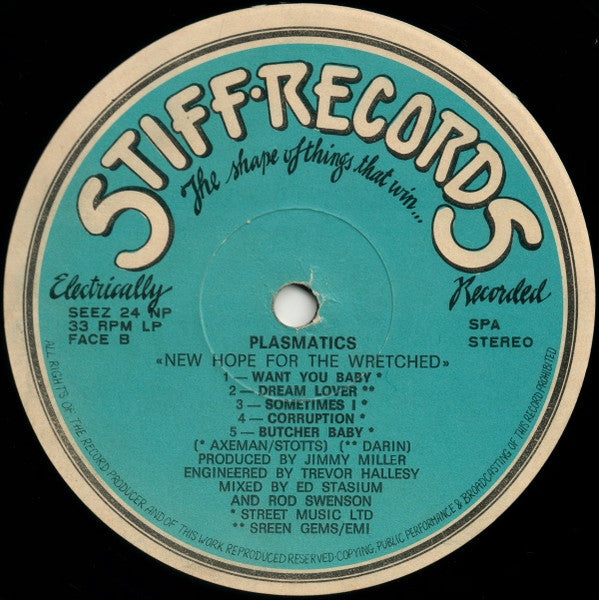 STIFF·RECORDS
The shape of things that win...
Electrically
Recorded
SEEZ 24 NP
33 RPM LP
FACE B
SPA
STEREO
PLASMATICS
«NEW HOPE FOR THE WRETCHED»
1 — WANT YOU BABY *
2 — DREAM LOVER **
3 — SOMETIMES I *
4 — CORRUPTION *
5 — BUTCHER BABY *
(* AXEMAN/STOTTS) (** DARIN)
PRODUCED BY JIMMY MILLER
ENGINEERED BY TREVOR HALLESY
MIXED BY ED STASIUM
AND ROD SWENSON
* STREET MUSIC LTD
** SREEN GEMS/EMI
ALL RIGHTS OF THE RECORD PRODUCER, AND OF THIS WORK REPRODUCED RESERVED-COPYING, PUBLIC PERFORMANCE & BROADCASTING OF THIS RECORD PROHIBITED